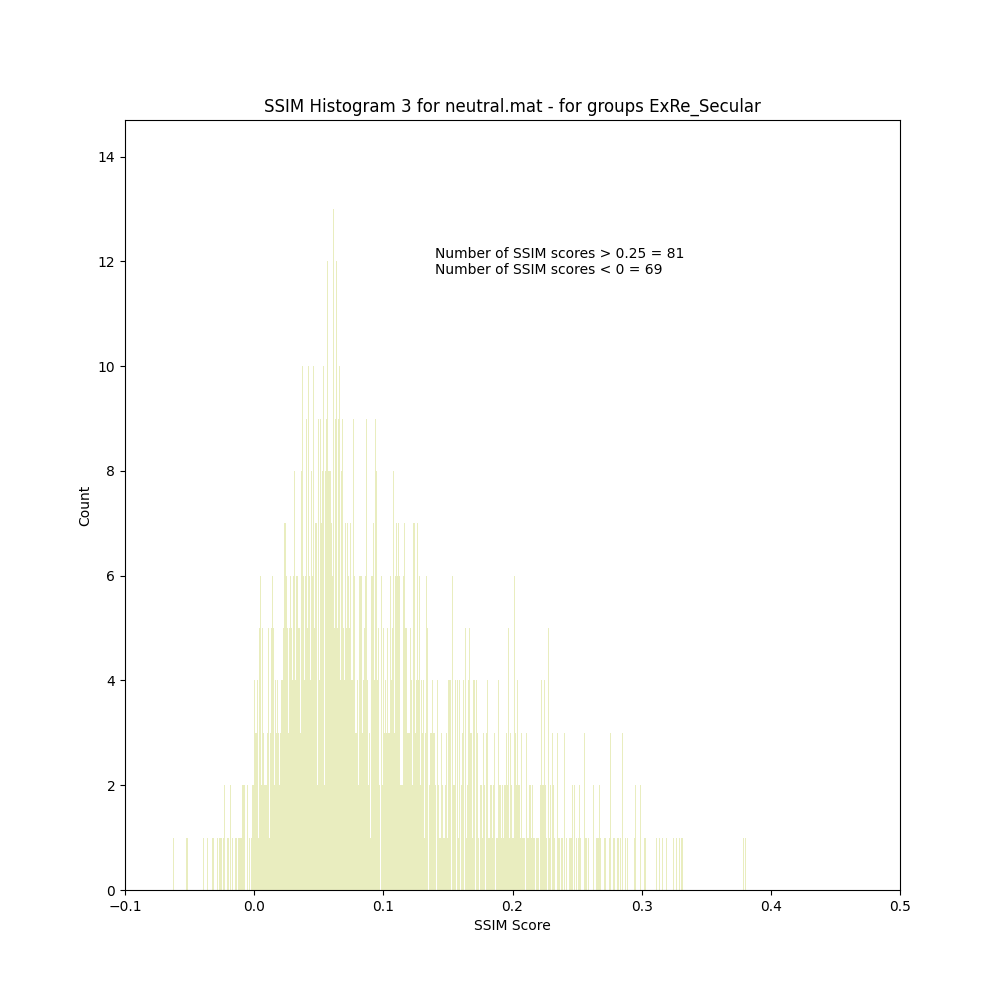 SSIM Histogram 3 for neutral.mat - for groups ExRe_Secular
14
12
10
8
6
4
2
0
Count
Number of SSIM scores > 0.25 = 81
Number of SSIM scores < 0 = 69
−0.1 0.0 0.1 0.2 0.3 0.4 0.5
SSIM Score